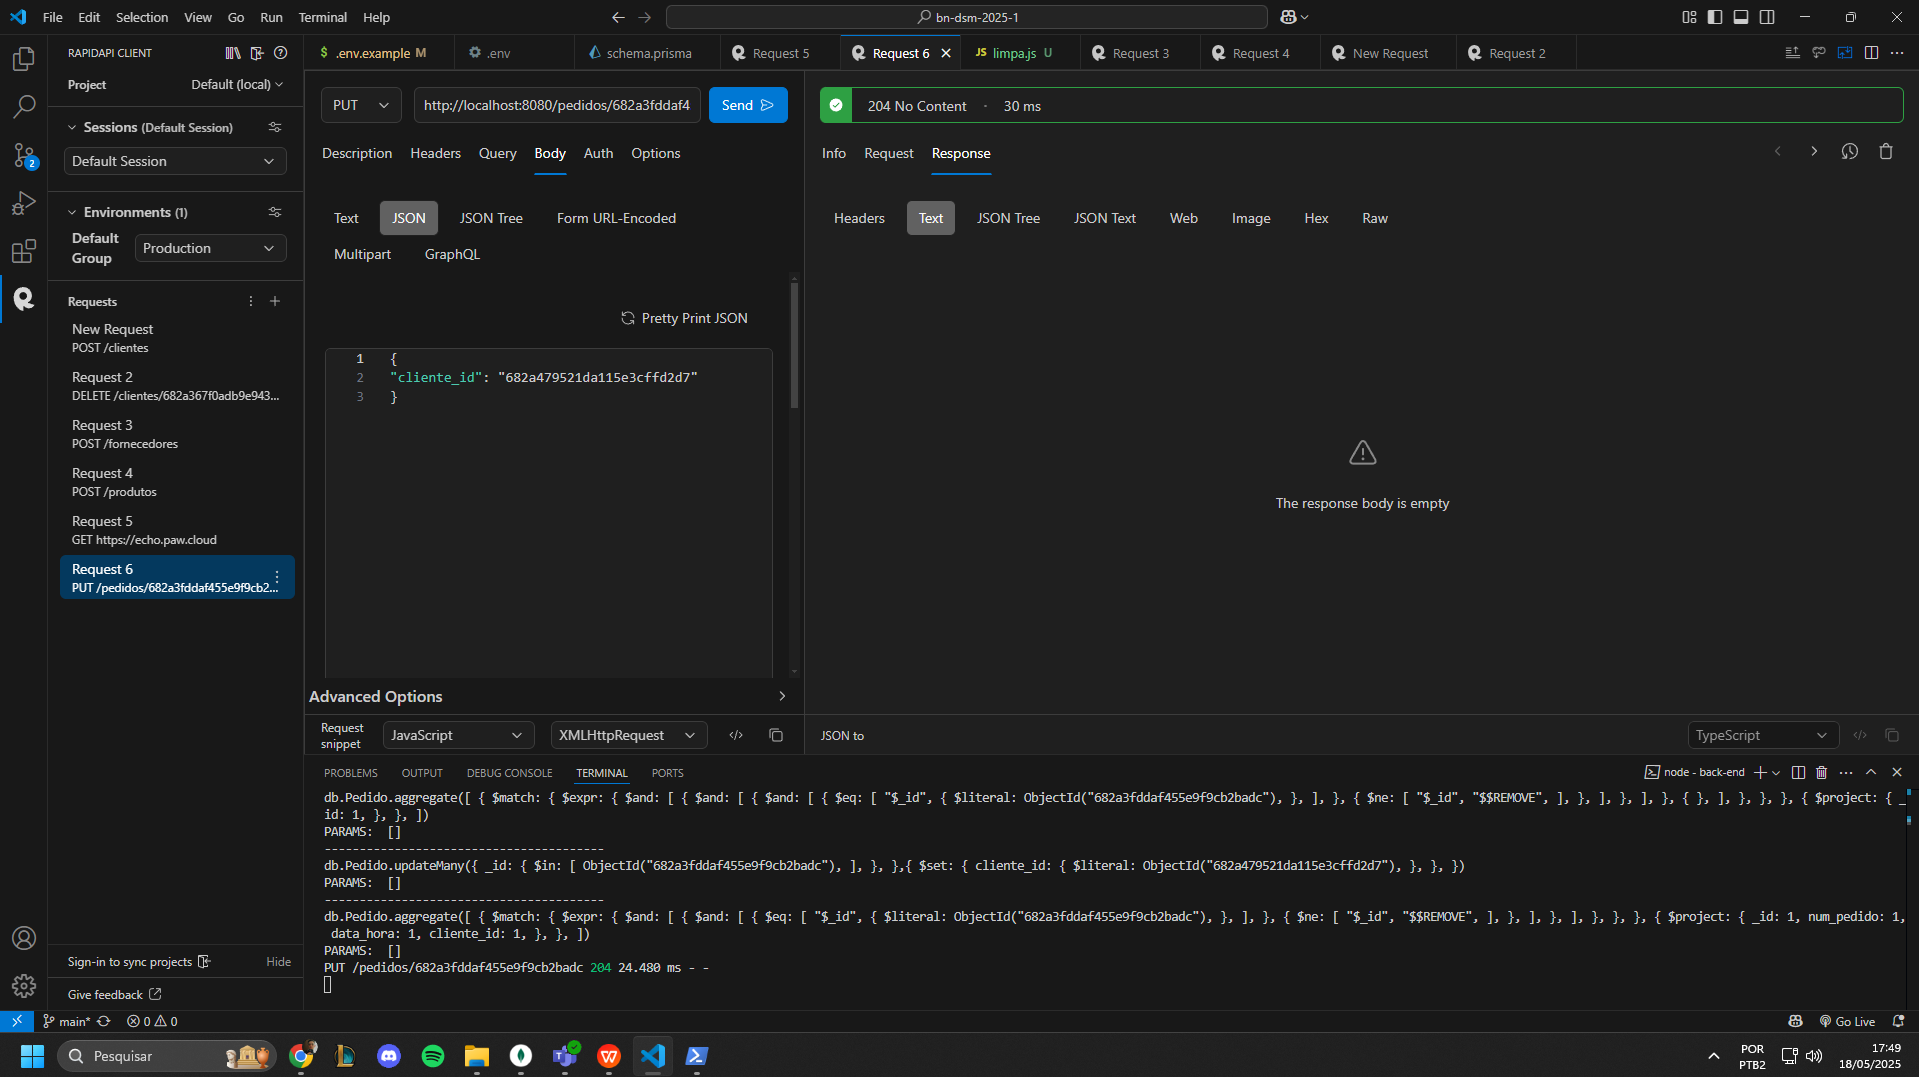 File Edit Selection View Go Run Terminal Help
bn-dsm-2025-1
RAPIDAPI CLIENT
Project Default (local)
Sessions (Default Session)
Default Session
Environments (1)
Default Group Production
Requests
New Request
POST /clientes
Request 2
DELETE /clientes/682a367f0adb9e943...
Request 3
POST /fornecedores
Request 4
POST /produtos
Request 5
GET https://echo.paw.cloud
Request 6
PUT /pedidos/682a3fddaf455e9f9cb2...
Sign-in to sync projects Hide
Give feedback
$ .env.example M
.env
schema.prisma
Request 5
Request 6
JS limpa.js U
Request 3
Request 4
New Request
Request 2
PUT http://localhost:8080/pedidos/682a3fddaf4 Send
Description Headers Query Body Auth Options
Text JSON JSON Tree Form URL-Encoded
Multipart GraphQL
Pretty Print JSON
1 {
2 "cliente_id": "682a479521da115e3cffd2d7"
3 }
Advanced Options
Request snippet JavaScript XMLHttpRequest
204 No Content · 30 ms
Info Request Response
Headers Text JSON Tree JSON Text Web Image Hex Raw
The response body is empty
JSON to TypeScript
PROBLEMS OUTPUT DEBUG CONSOLE TERMINAL PORTS
node - back-end
db.Pedido.aggregate([ { $match: { $expr: { $and: [ { $and: [ { $and: [ { $eq: [ "$_id", { $literal: ObjectId("682a3fddaf455e9f9cb2badc"), }, ], }, { $ne: [ "$_id", "$$REMOVE", ], }, ], }, ], }, { }, ], }, }, }, { $project: { _
id: 1, }, }, ])
PARAMS: []
----------------------------------------
db.Pedido.updateMany({ _id: { $in: [ ObjectId("682a3fddaf455e9f9cb2badc"), ], }, },{ $set: { cliente_id: { $literal: ObjectId("682a479521da115e3cffd2d7"), }, }, })
PARAMS: []
----------------------------------------
db.Pedido.aggregate([ { $match: { $expr: { $and: [ { $and: [ { $eq: [ "$_id", { $literal: ObjectId("682a3fddaf455e9f9cb2badc"), }, ], }, { $ne: [ "$_id", "$$REMOVE", ], }, ], }, ], }, }, }, { $project: { _id: 1, num_pedido: 1,
data_hora: 1, cliente_id: 1, }, }, ])
PARAMS: []
PUT /pedidos/682a3fddaf455e9f9cb2badc 204 24.480 ms - -
2
main* 0 0
Go Live
Pesquisar
POR
PTB2
17:49
18/05/2025